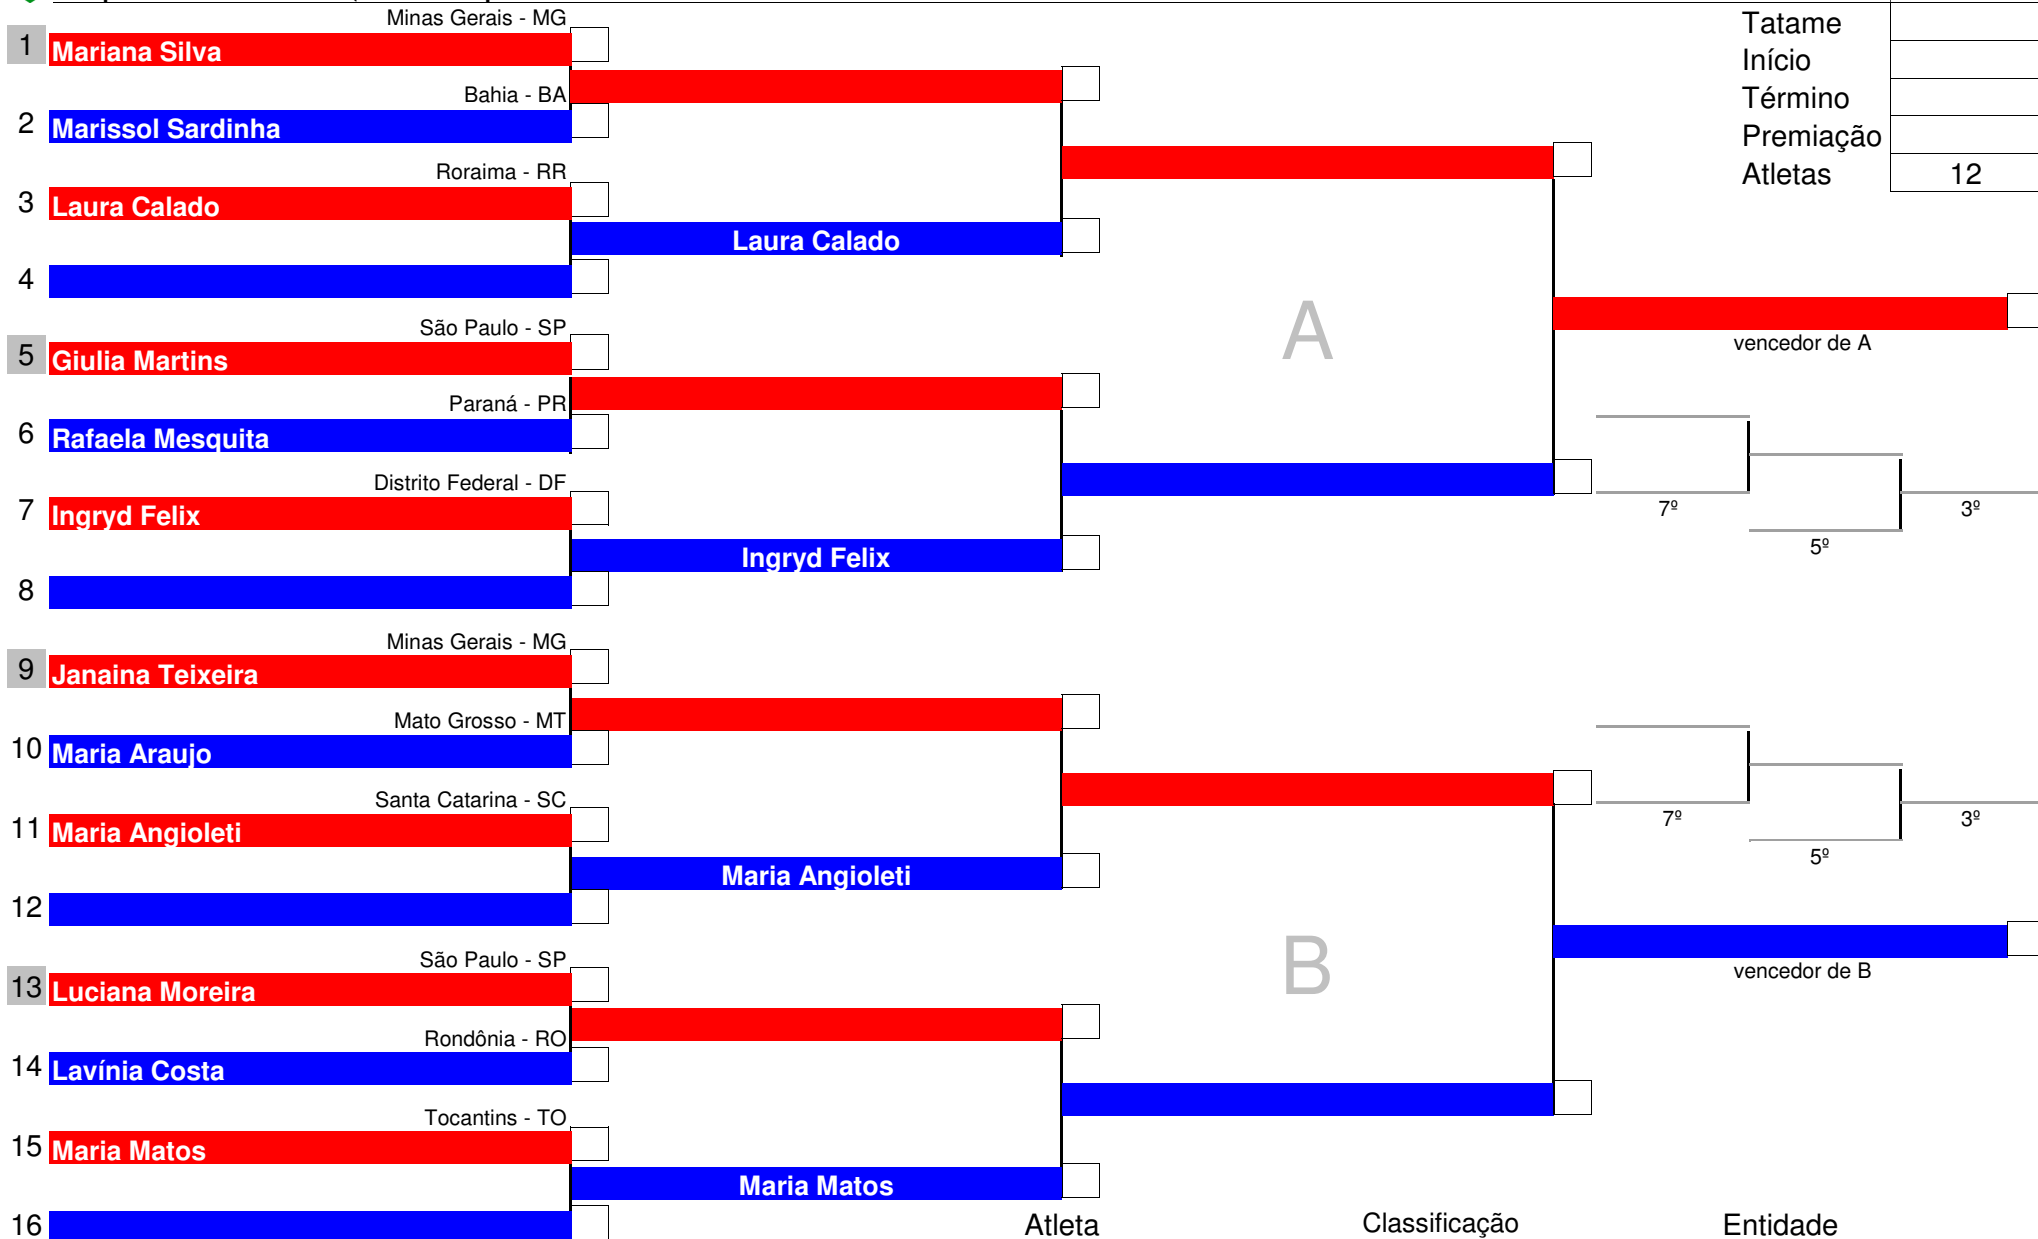 Minas Gerais - MG
1 Mariana Silva
Bahia - BA
2 Marissol Sardinha
Roraima - RR
3 Laura Calado
Laura Calado
4
São Paulo - SP
5 Giulia Martins
Paraná - PR
6 Rafaela Mesquita
Distrito Federal - DF
7 Ingryd Felix
Ingryd Felix
8
Minas Gerais - MG
9 Janaina Teixeira
Mato Grosso - MT
10 Maria Araujo
Santa Catarina - SC
11 Maria Angioleti
Maria Angioleti
12
São Paulo - SP
13 Luciana Moreira
Rondônia - RO
14 Lavínia Costa
Tocantins - TO
15 Maria Matos
Maria Matos
16
A
B
Tatame
Início
Término
Premiação
Atletas 12
vencedor de A
7º
3º
5º
7º
3º
5º
vencedor de B
Atleta Classificação Entidade